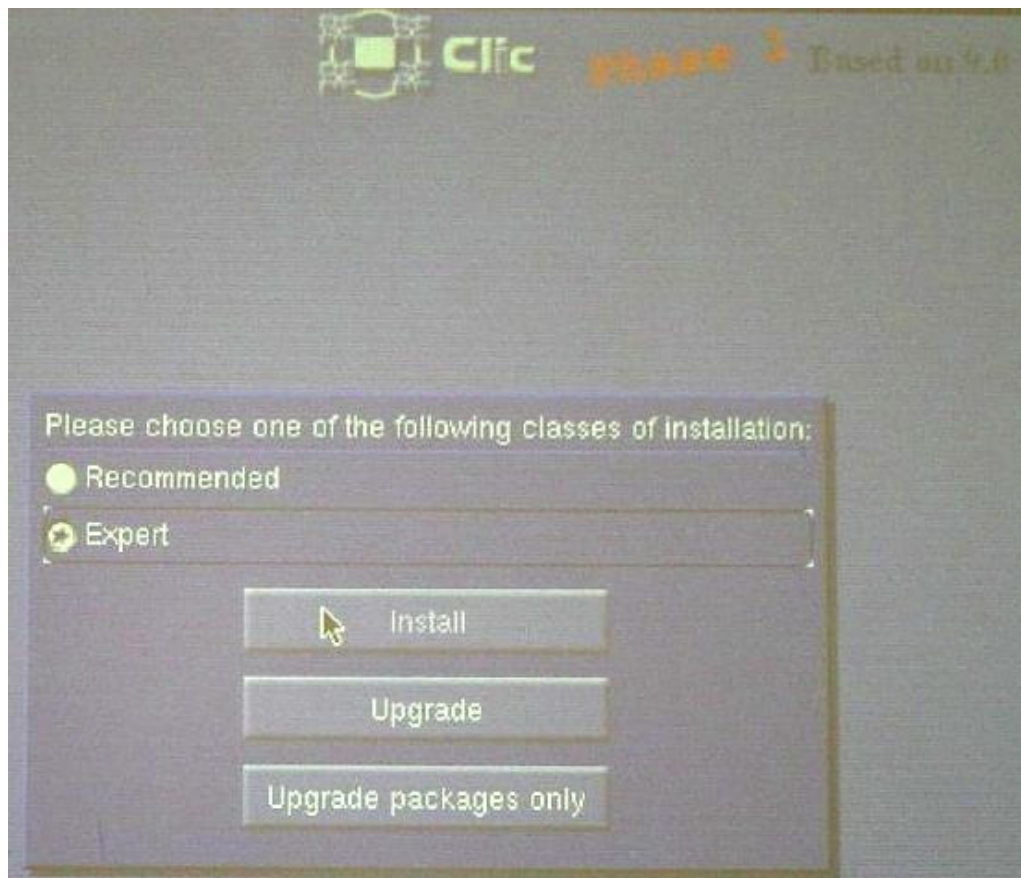 Clic Phase 1 Based on 9.0
Please choose one of the following classes of installation:
Recommended
Expert
Install
Upgrade
Upgrade packages only